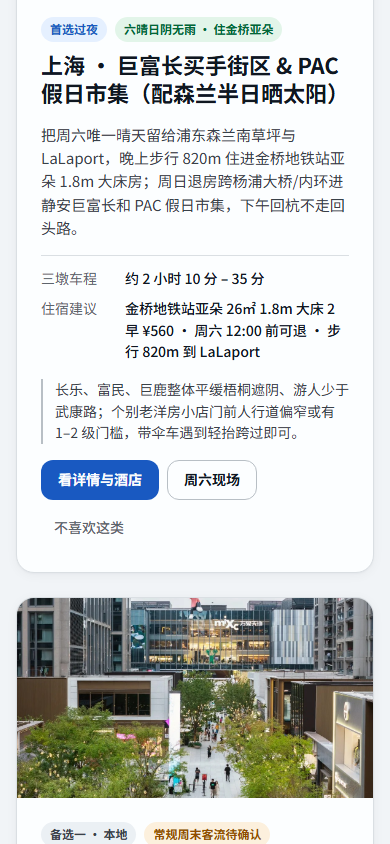 首选过夜
六晴日阴无雨 · 住金桥亚朵
上海 · 巨富长买手街区 & PAC
假日市集（配森兰半日晒太阳）
把周六唯一晴天留给浦东森兰南草坪与
LaLaport，晚上步行 820m 住进金桥地铁站亚
朵 1.8m 大床房；周日退房跨杨浦大桥/内环进
静安巨富长和 PAC 假日市集，下午回杭不走回
头路。
三墩车程 约 2 小时 10 分 – 35 分
住宿建议 金桥地铁站亚朵 26㎡ 1.8m 大床 2
早 ¥560 · 周六 12:00 前可退 · 步
行 820m 到 LaLaport
长乐、富民、巨鹿整体平缓梧桐遮阴、游人少于
武康路；个别老洋房小店门前人行道偏窄或有
1–2 级门槛，带伞车遇到轻抬跨过即可。
看详情与酒店
周六现场
不喜欢这类
备选一 · 本地
常规周末客流待确认